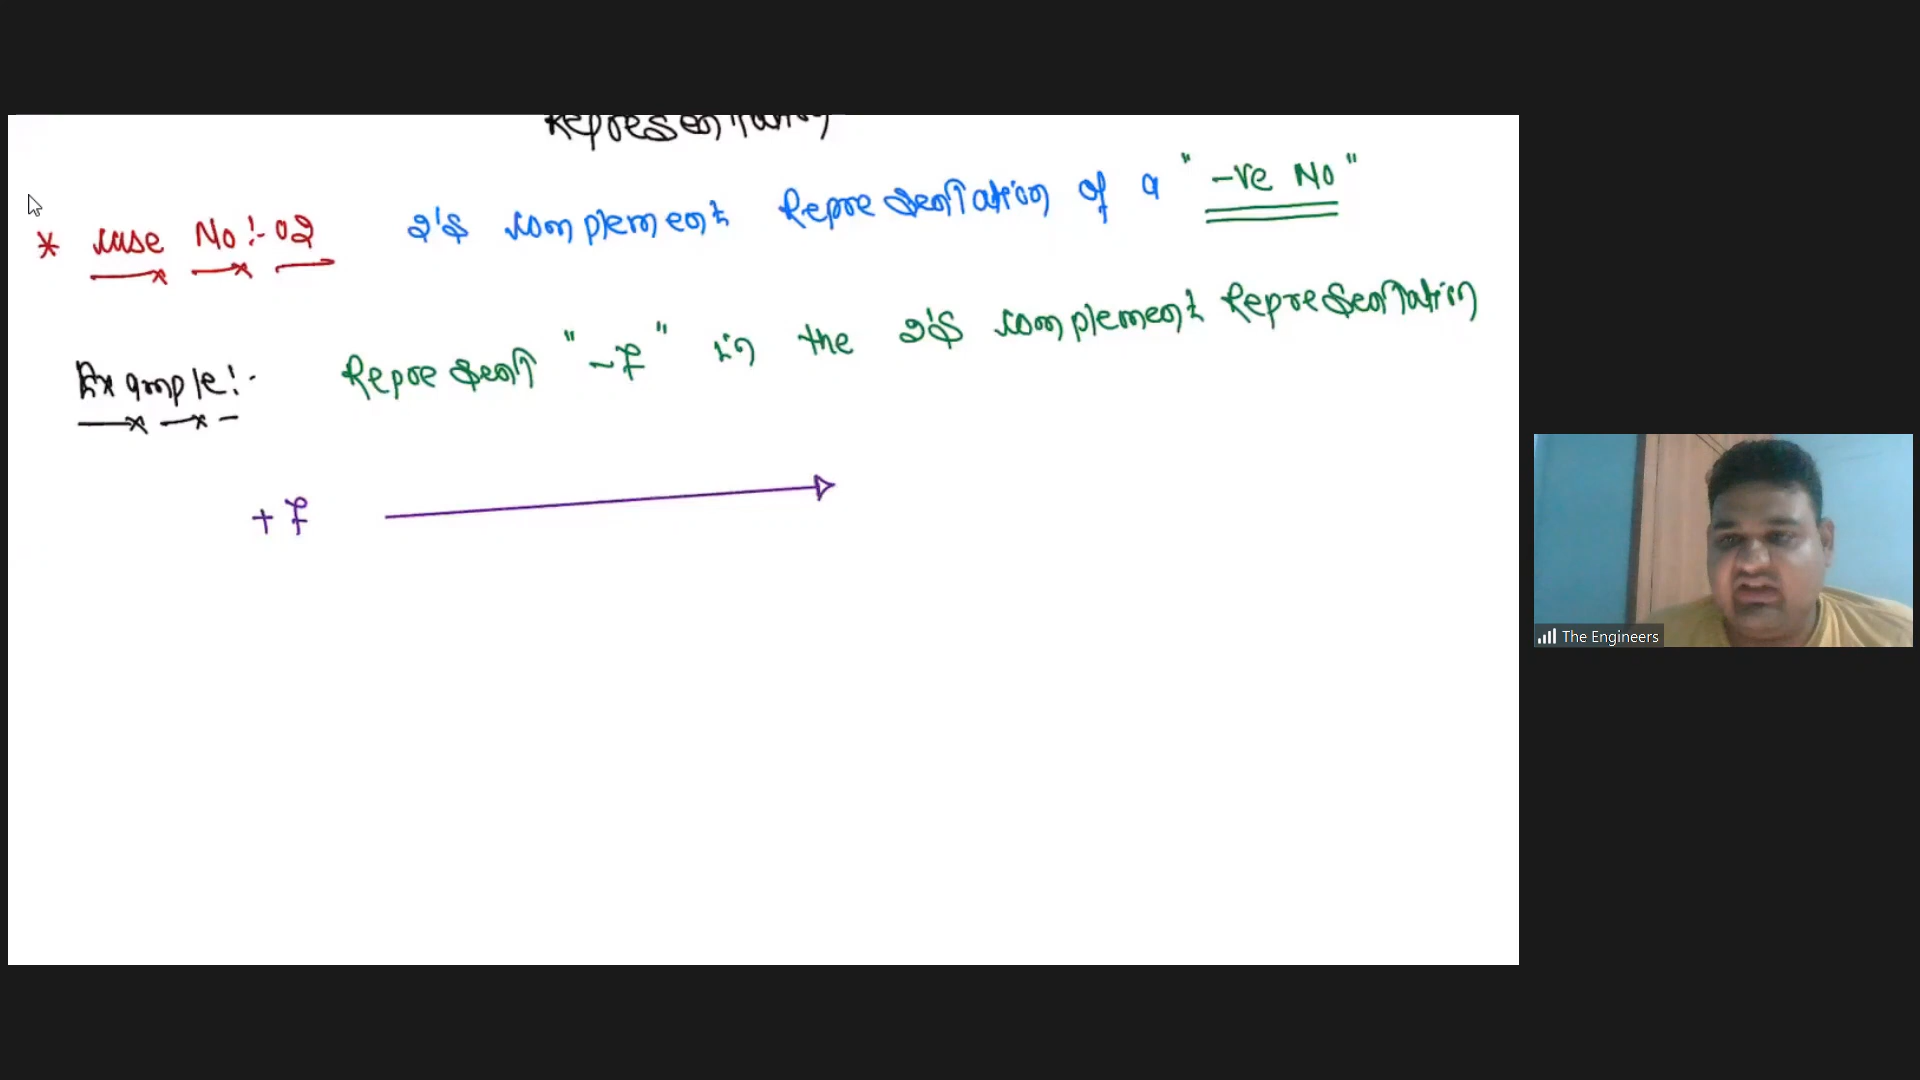 Representation
* case No:- 02 2's complement Representation of a "-ve No"
Example:- Represent "-7" in the 2's complement Representation
+7
The Engineers